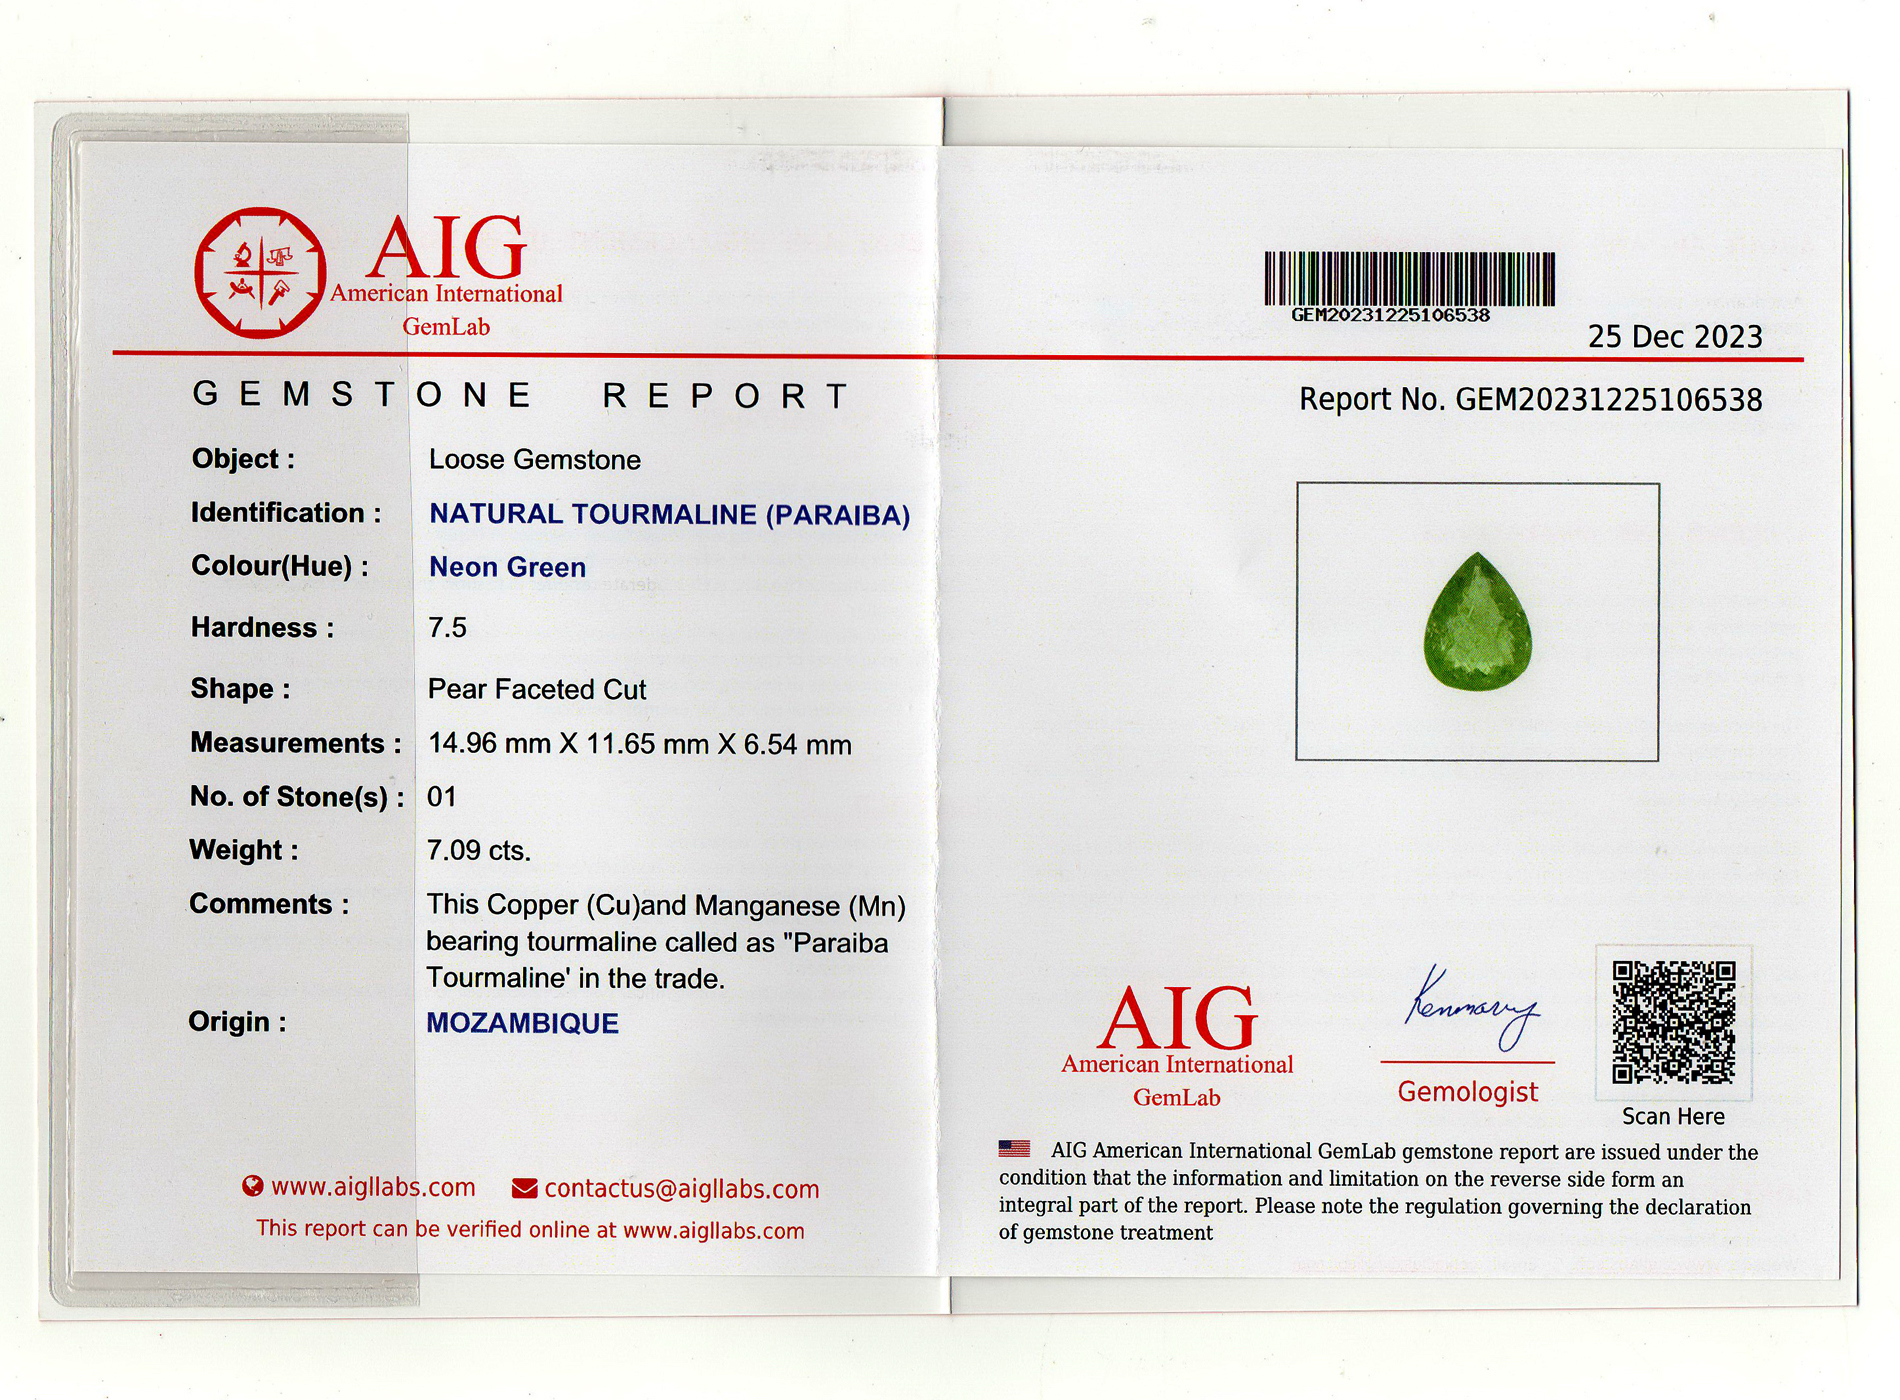 AIG
American International
GemLab
GEM20231225106538
25 Dec 2023
GEMSTONE REPORT
Report No. GEM20231225106538
Object : Loose Gemstone
Identification : NATURAL TOURMALINE (PARAIBA)
Colour(Hue) : Neon Green
Hardness : 7.5
Shape : Pear Faceted Cut
Measurements : 14.96 mm X 11.65 mm X 6.54 mm
No. of Stone(s) : 01
Weight : 7.09 cts.
Comments : This Copper (Cu)and Manganese (Mn)
bearing tourmaline called as "Paraiba
Tourmaline' in the trade.
Origin : MOZAMBIQUE
www.aigllabs.com contactus@aigllabs.com
This report can be verified online at www.aigllabs.com
AIG
American International
GemLab
Gemologist
Scan Here
AIG American International GemLab gemstone report are issued under the
condition that the information and limitation on the reverse side form an
integral part of the report. Please note the regulation governing the declaration
of gemstone treatment